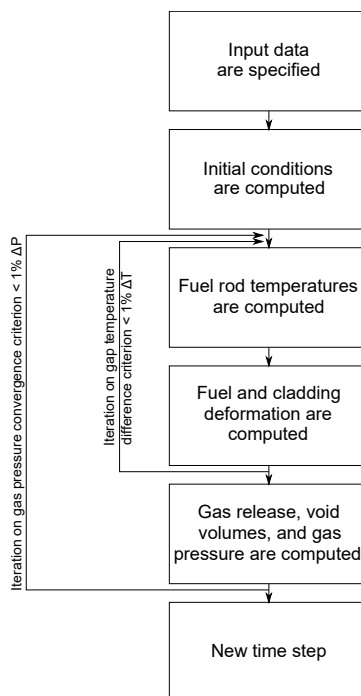 Input data
are specified
Initial conditions
are computed
Iteration on gas pressure convergence criterion < 1% ΔP
Iteration on gap temperature
difference criterion < 1% ΔT
Fuel rod temperatures
are computed
Fuel and cladding
deformation are
computed
Gas release, void
volumes, and gas
pressure are computed
New time step